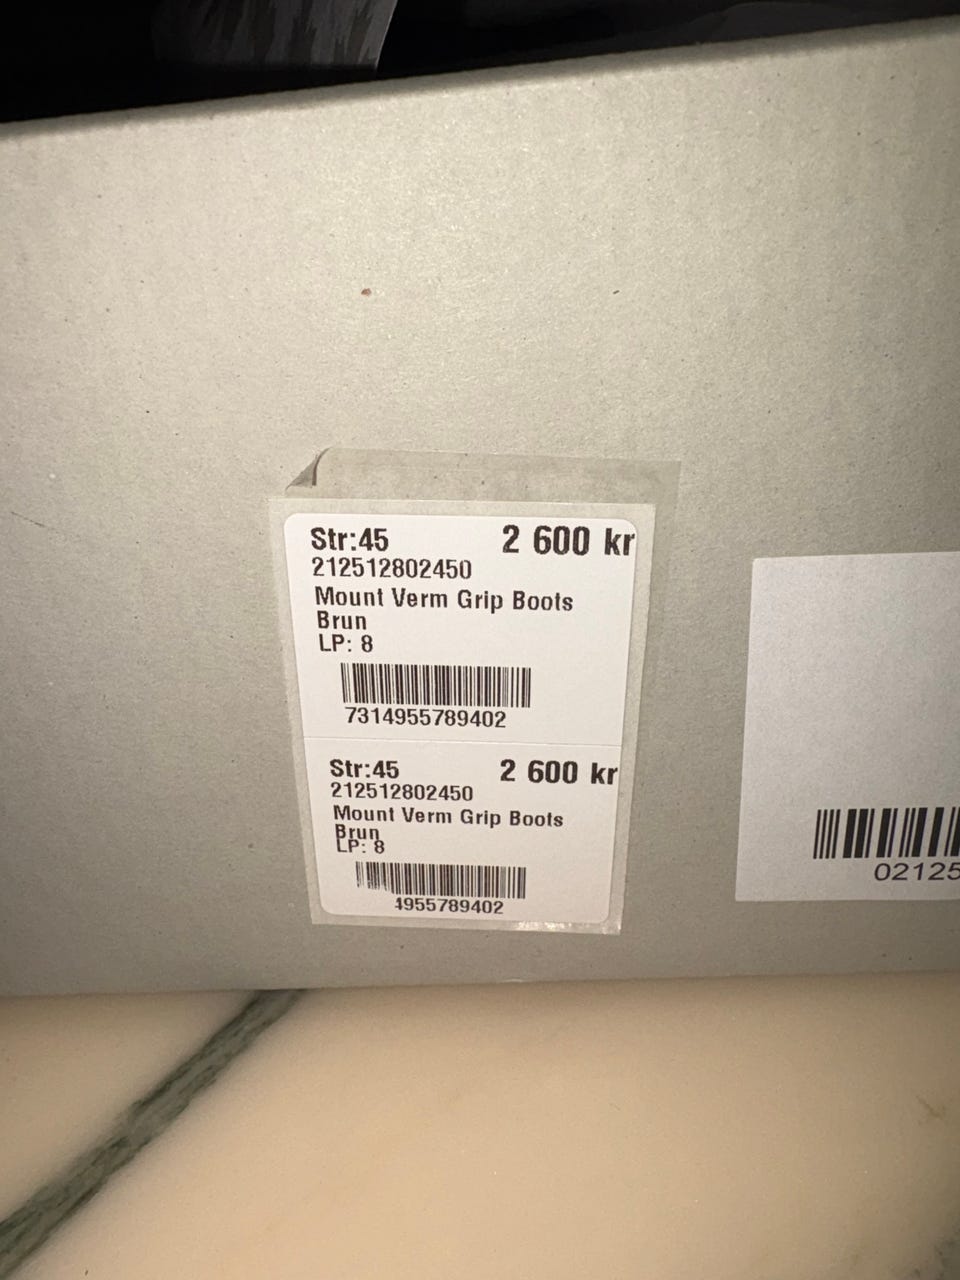 Str:45 2 600 kr
212512802450
Mount Verm Grip Boots
Brun
LP: 8
7314955789402
Str:45 2 600 kr
212512802450
Mount Verm Grip Boots
Brun
LP: 8
4955789402
02125